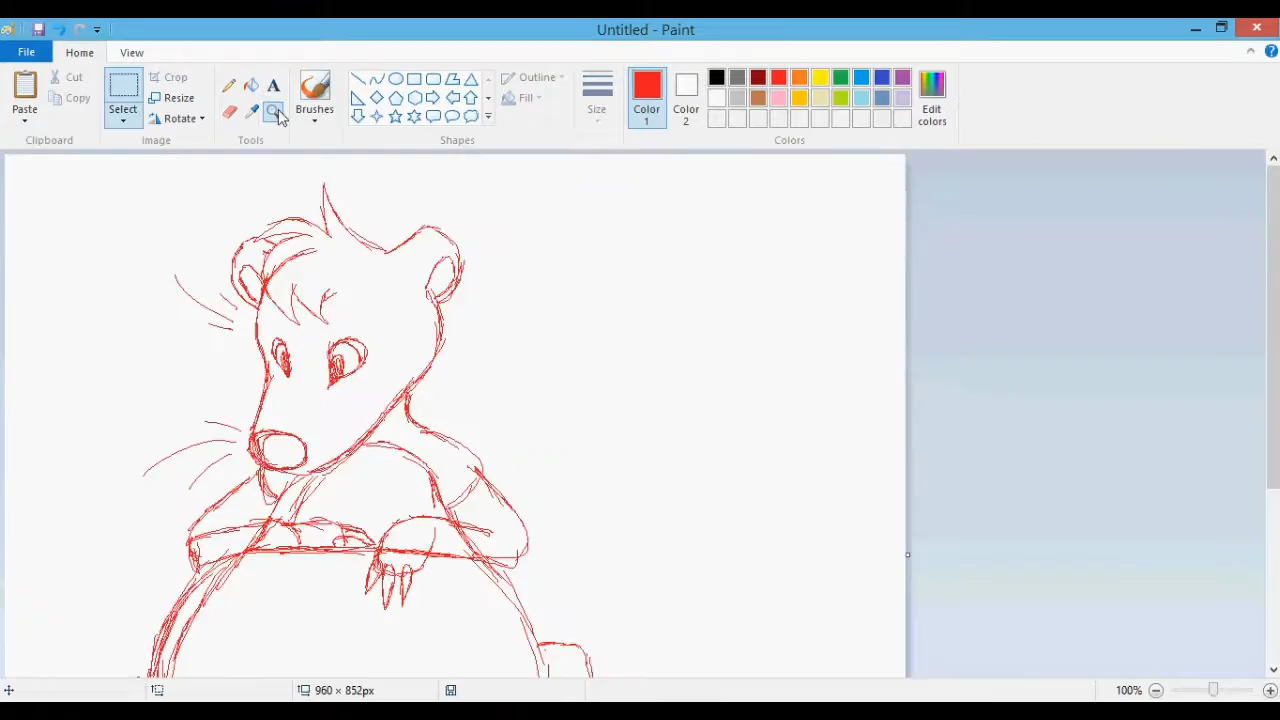 Untitled - Paint
File
Home
View
Paste
Cut
Copy
Clipboard
Select
Crop
Resize
Rotate
Image
A
Tools
Brushes
Outline
Fill
Shapes
Size
Color
1
Color
2
Edit
colors
Colors
960 × 852px
100%